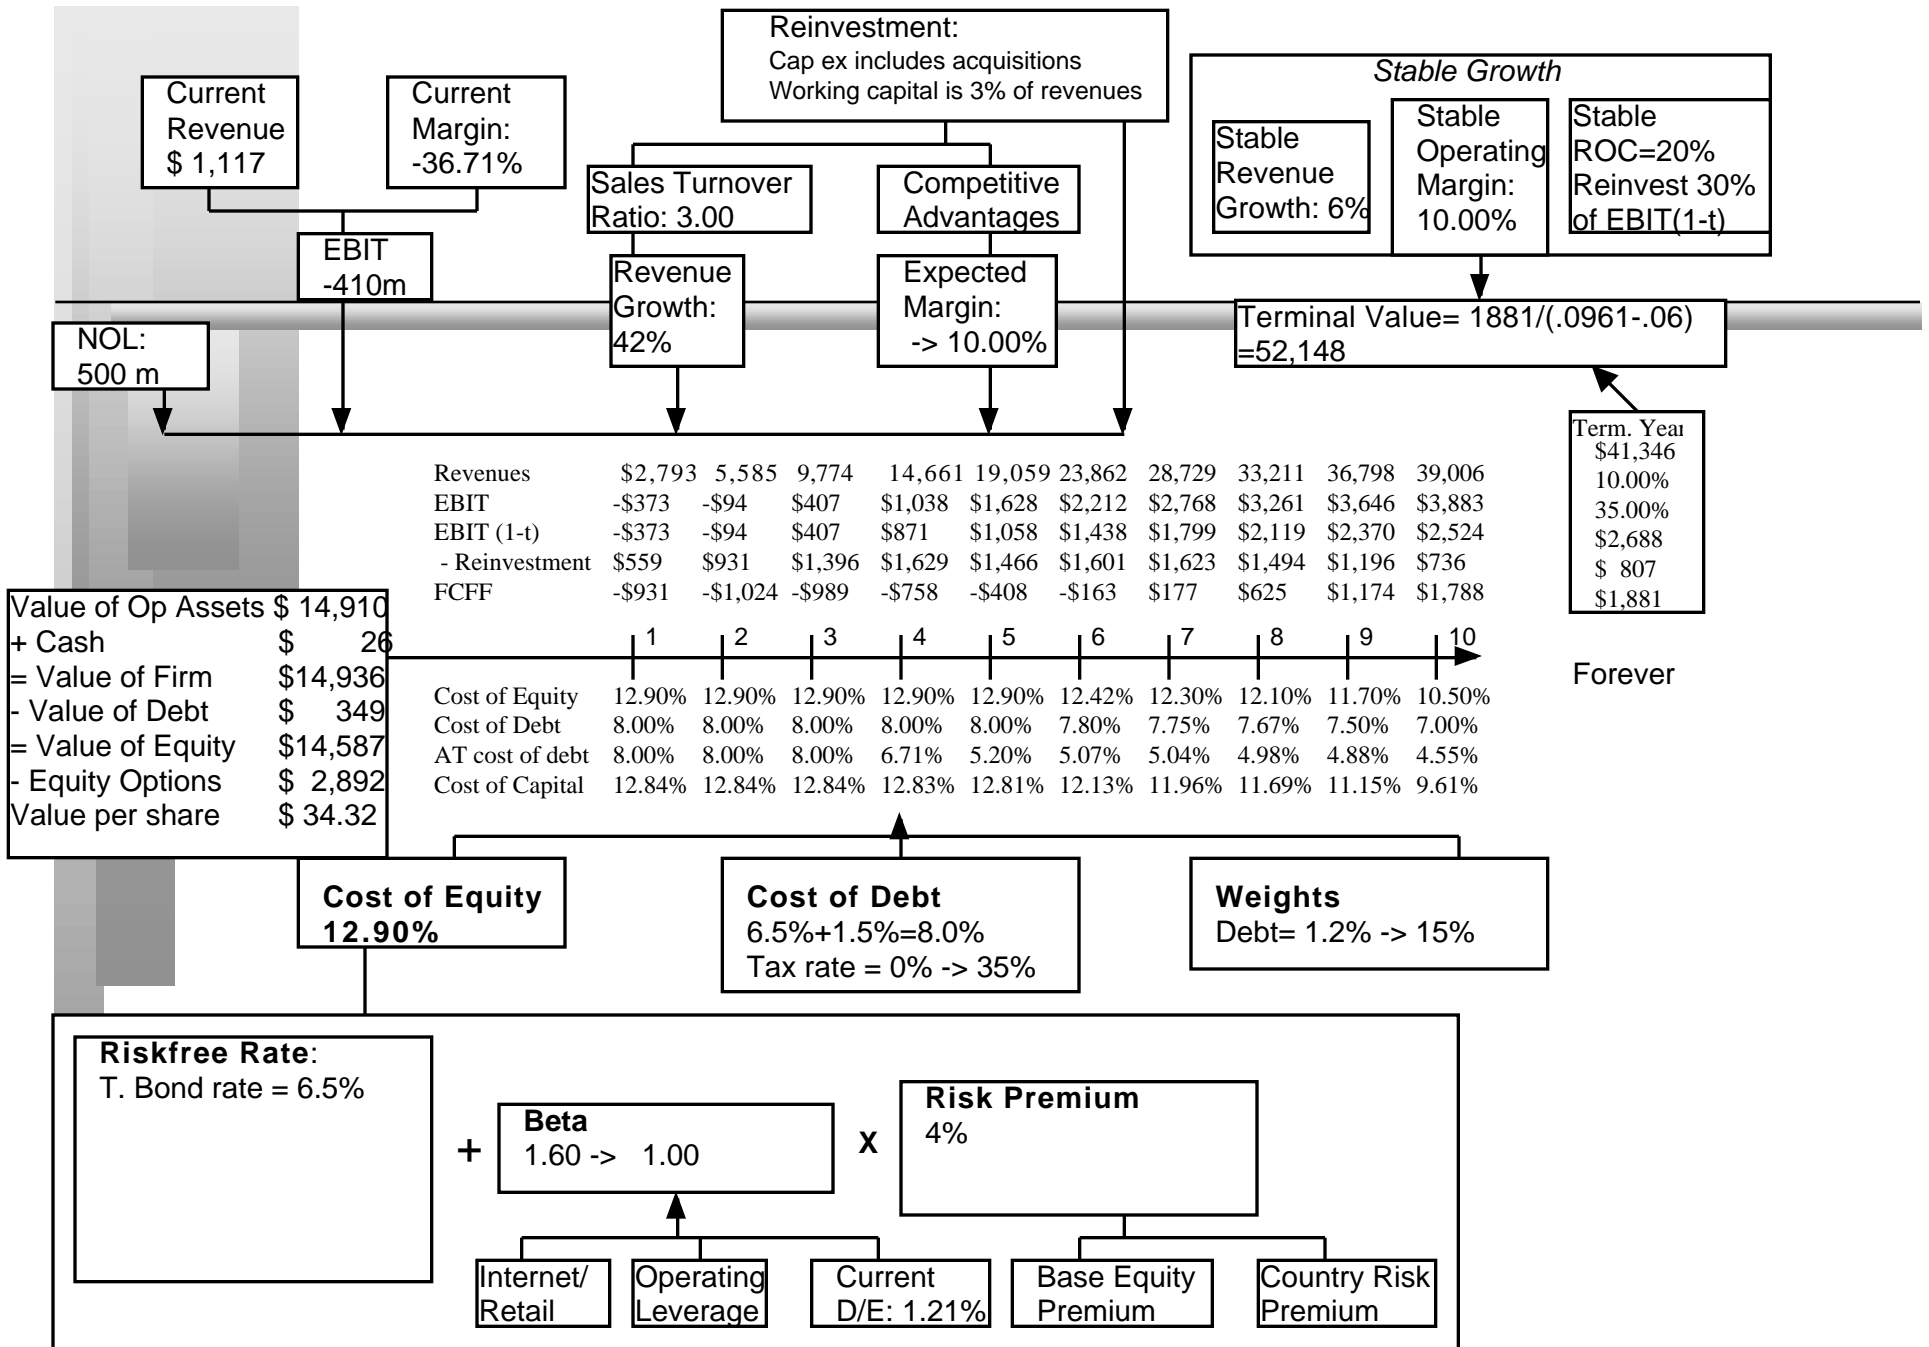 Reinvestment:
Cap ex includes acquisitions
Working capital is 3% of revenues
Current
Revenue
$ 1,117
Current
Margin:
-36.71%
EBIT
-410m
NOL:
500 m
Sales Turnover
Ratio: 3.00
Competitive
Advantages
Revenue
Growth:
42%
Expected
Margin:
-> 10.00%
Stable Growth
Stable
Revenue
Growth: 6%
Stable
Operating
Margin:
10.00%
Stable
ROC=20%
Reinvest 30%
of EBIT(1-t)
Terminal Value= 1881/(.0961-.06)
=52,148
Term. Year
$41,346
10.00%
35.00%
$2,688
$ 807
$1,881
Forever
Revenues $2,793 5,585 9,774 14,661 19,059 23,862 28,729 33,211 36,798 39,006
EBIT -$373 -$94 $407 $1,038 $1,628 $2,212 $2,768 $3,261 $3,646 $3,883
EBIT (1-t) -$373 -$94 $407 $871 $1,058 $1,438 $1,799 $2,119 $2,370 $2,524
- Reinvestment $559 $931 $1,396 $1,629 $1,466 $1,601 $1,623 $1,494 $1,196 $736
FCFF -$931 -$1,024 -$989 -$758 -$408 -$163 $177 $625 $1,174 $1,788
1 2 3 4 5 6 7 8 9 10
Cost of Equity 12.90% 12.90% 12.90% 12.90% 12.90% 12.42% 12.30% 12.10% 11.70% 10.50%
Cost of Debt 8.00% 8.00% 8.00% 8.00% 8.00% 7.80% 7.75% 7.67% 7.50% 7.00%
AT cost of debt 8.00% 8.00% 8.00% 6.71% 5.20% 5.07% 5.04% 4.98% 4.88% 4.55%
Cost of Capital 12.84% 12.84% 12.84% 12.83% 12.81% 12.13% 11.96% 11.69% 11.15% 9.61%
Value of Op Assets $ 14,910
+ Cash $ 26
= Value of Firm $14,936
- Value of Debt $ 349
= Value of Equity $14,587
- Equity Options $ 2,892
Value per share $ 34.32
Cost of Equity
12.90%
Cost of Debt
6.5%+1.5%=8.0%
Tax rate = 0% -> 35%
Weights
Debt= 1.2% -> 15%
Riskfree Rate:
T. Bond rate = 6.5%
+
Beta
1.60 -> 1.00
X
Risk Premium
4%
Internet/
Retail
Operating
Leverage
Current
D/E: 1.21%
Base Equity
Premium
Country Risk
Premium